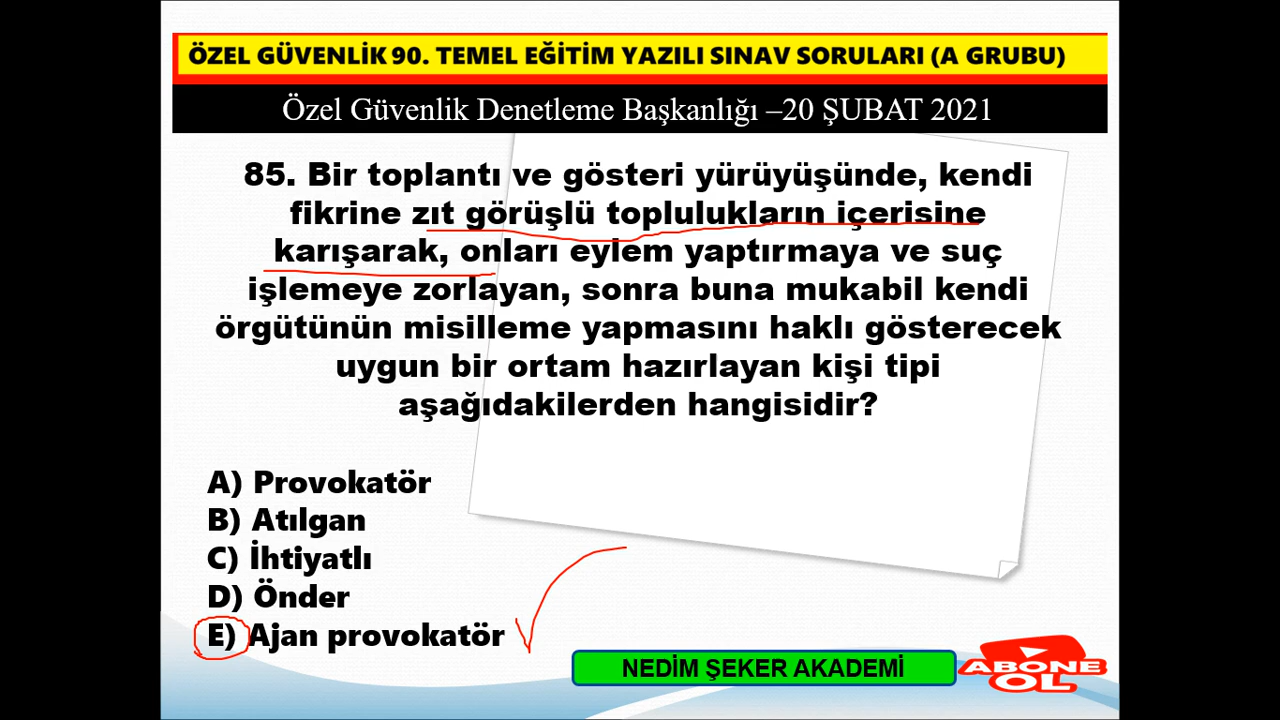 ÖZEL GÜVENLİK 90. TEMEL EĞİTİM YAZILI SINAV SORULARI (A GRUBU)
Özel Güvenlik Denetleme Başkanlığı –20 ŞUBAT 2021
85. Bir toplantı ve gösteri yürüyüşünde, kendi
fikrine zıt görüşlü toplulukların içerisine
karışarak, onları eylem yaptırmaya ve suç
işlemeye zorlayan, sonra buna mukabil kendi
örgütünün misilleme yapmasını haklı gösterecek
uygun bir ortam hazırlayan kişi tipi
aşağıdakilerden hangisidir?
A) Provokatör
B) Atılgan
C) İhtiyatlı
D) Önder
E) Ajan provokatör
NEDİM ŞEKER AKADEMİ
ABONE
OL